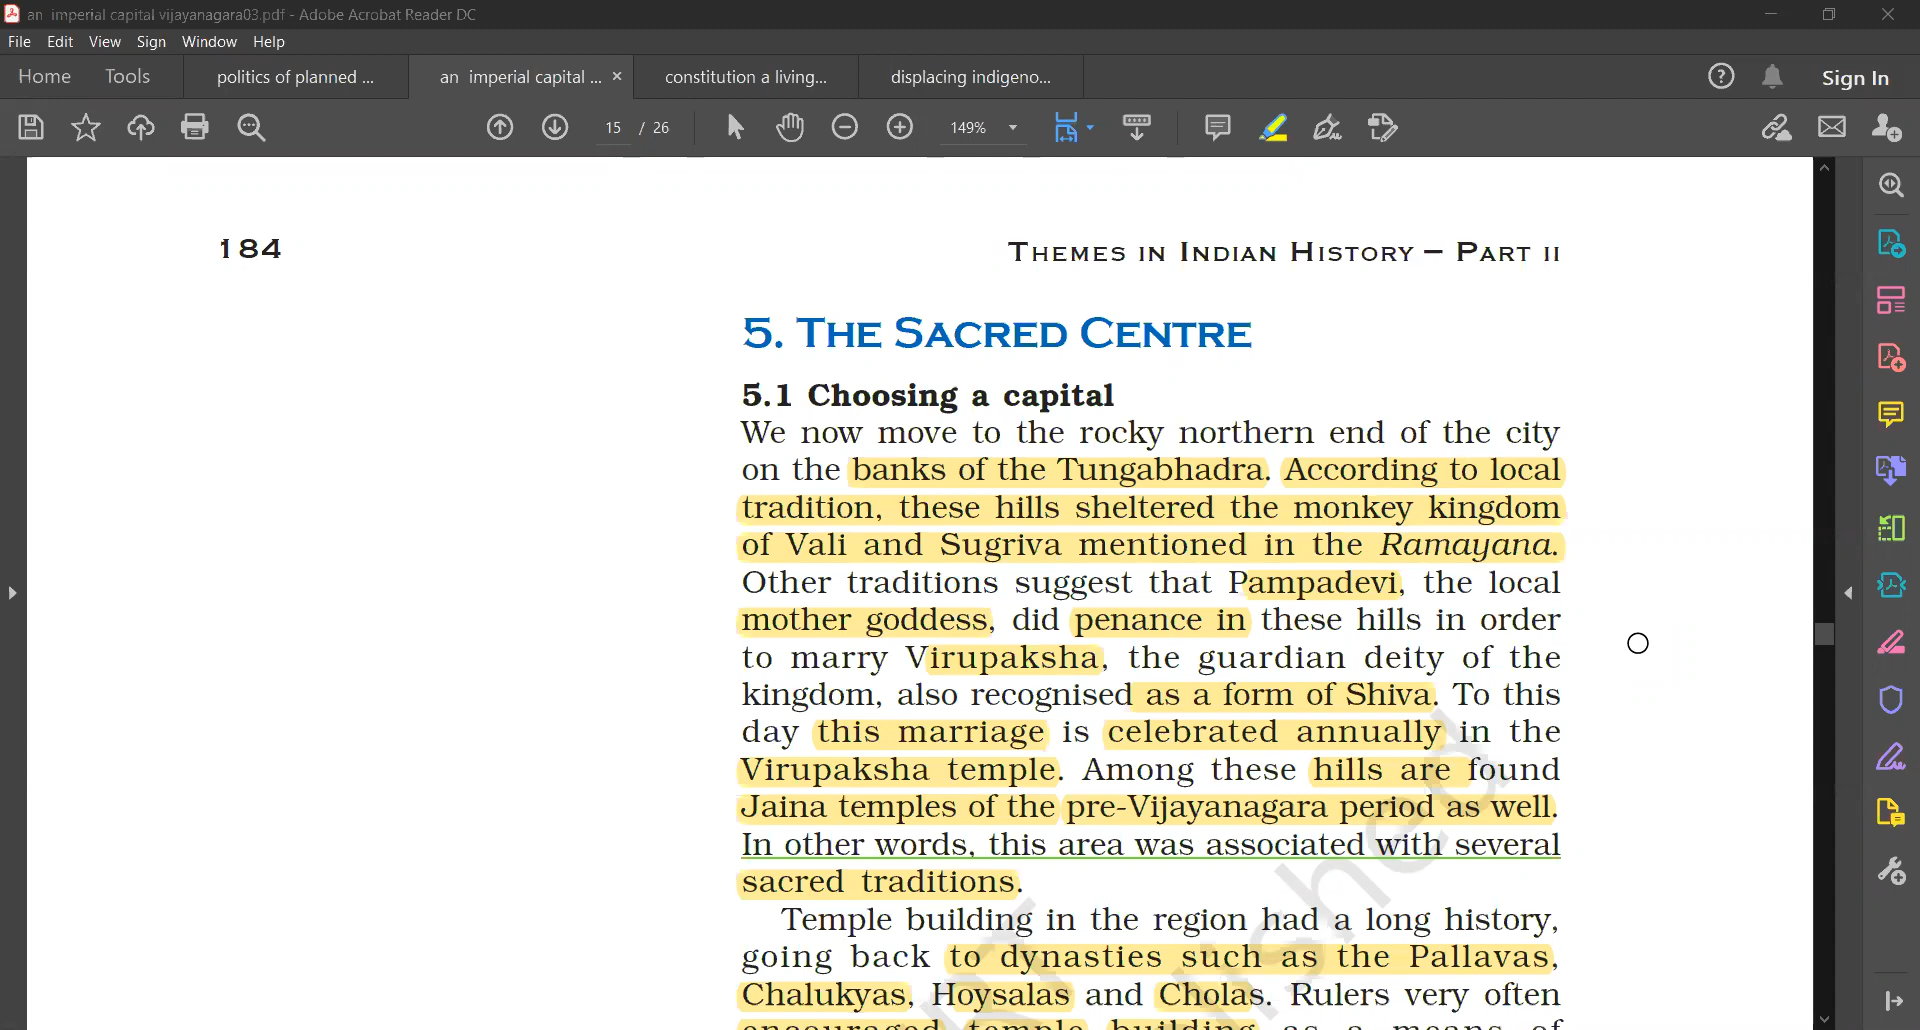 an imperial capital vijayanagara03.pdf - Adobe Acrobat Reader DC
File Edit View Sign Window Help
Home Tools politics of planned ... an imperial capital ... × constitution a living... displacing indigeno... Sign In
15 / 26 149%
184 THEMES IN INDIAN HISTORY – PART II
5. THE SACRED CENTRE
5.1 Choosing a capital
We now move to the rocky northern end of the city
on the banks of the Tungabhadra. According to local
tradition, these hills sheltered the monkey kingdom
of Vali and Sugriva mentioned in the Ramayana.
Other traditions suggest that Pampadevi, the local
mother goddess, did penance in these hills in order
to marry Virupaksha, the guardian deity of the
kingdom, also recognised as a form of Shiva. To this
day this marriage is celebrated annually in the
Virupaksha temple. Among these hills are found
Jaina temples of the pre-Vijayanagara period as well.
In other words, this area was associated with several
sacred traditions.
Temple building in the region had a long history,
going back to dynasties such as the Pallavas,
Chalukyas, Hoysalas and Cholas. Rulers very often
encouraged temple building as a means of